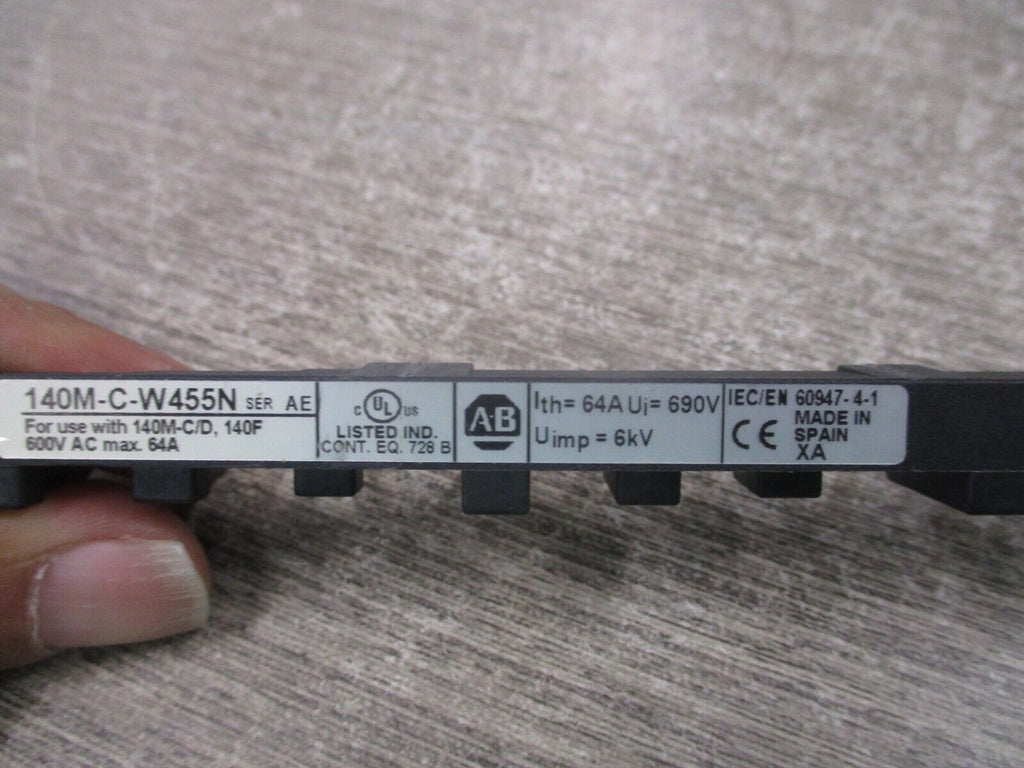 140M-C-W455N SER AE
For use with 140M-C/D, 140F
600V AC max. 64A
c UL us
LISTED IND.
CONT. EQ. 728 B
A-B
Ith= 64A Ui= 690V
Uimp = 6kV
IEC/EN 60947-4-1
CE
MADE IN
SPAIN
XA